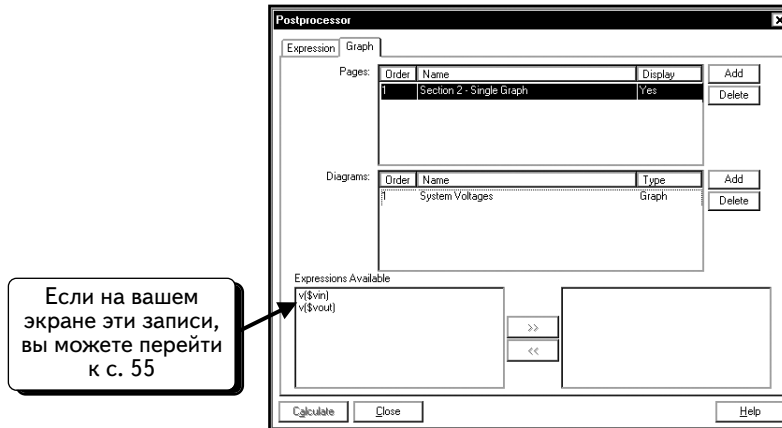 Postprocessor
Expression Graph
Pages: Order Name Display Add
1 Section 2 - Single Graph Yes Delete
Diagrams: Order Name Type Add
1 System Voltages Graph Delete
Expressions Available
v($vin)
v($vout)
Если на вашем
экране эти записи,
вы можете перейти
к с. 55
>>
<<
Calculate Close Help